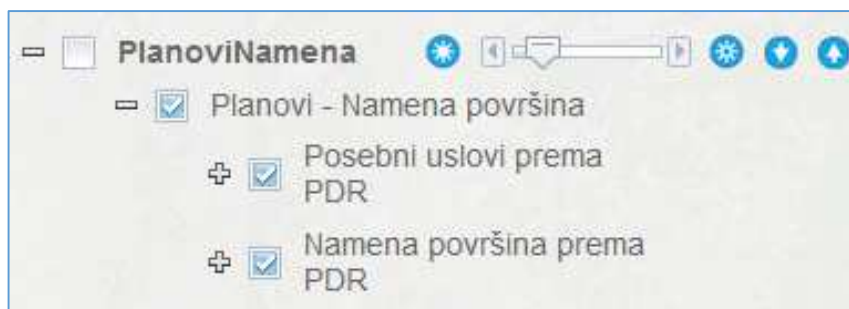 PlanoviNamena
Planovi - Namena površina
Posebni uslovi prema
PDR
Namena površina prema
PDR